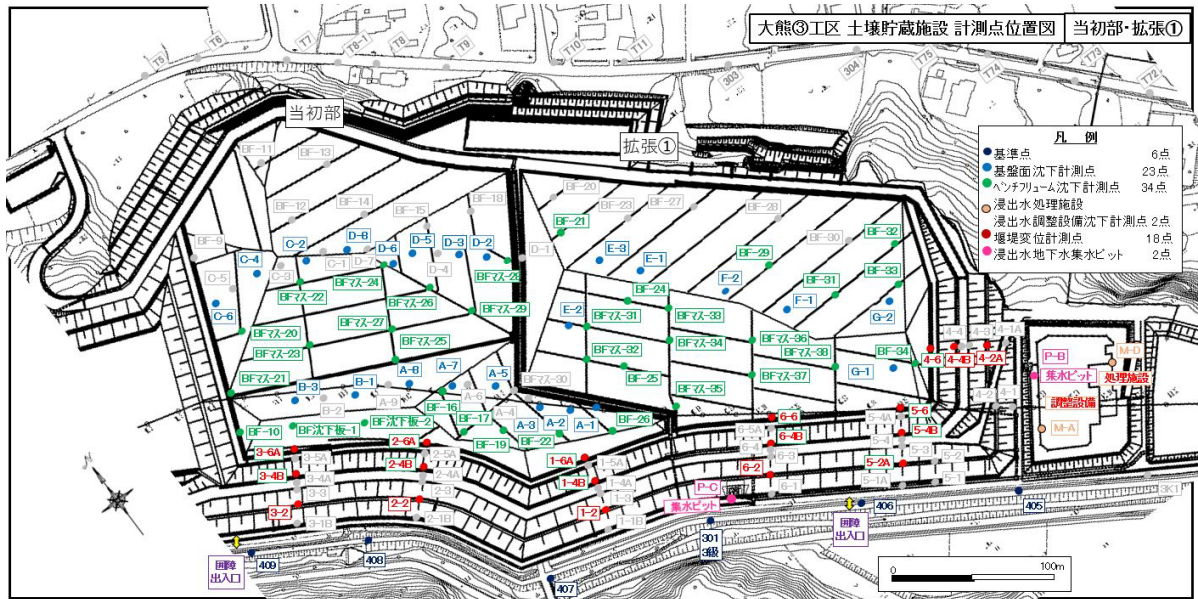 大熊③工区 土壌貯蔵施設 計測点位置図
当初部・拡張①
T5
T6
T7
T8-1
T8
T9
T10
T11
303
304
T75
T74
T73
T72
当初部
拡張①
凡 例
基準点 6点
基盤面沈下計測点 23点
ベンチフリューム沈下計測点 34点
浸出水処理施設
浸出水調整設備沈下計測点 2点
堰堤変位計測点 18点
浸出水地下水集水ピット 2点
BF-11
BF-13
BF-12
BF-14
BF-15
BF-18
BF-9
C-2
D-8
D-6
D-5
D-3
D-2
C-4
C-3
C-1
D-7
D-4
C-5
C-6
BFマス-22
BFマス-24
BFマス-26
BFマス-28
BFマス-29
BFマス-20
BFマス-27
BFマス-23
BFマス-25
BFマス-21
BF-20
BF-21
BF-23
BF-27
BF-28
BF-30
BF-32
D-1
E-3
E-1
BF-29
BF-33
F-2
BF-31
BF-24
F-1
G-2
E-2
BFマス-31
BFマス-33
BFマス-32
BFマス-34
BFマス-36
BFマス-38
BF-25
BFマス-37
BFマス-35
G-1
BF-34
4-6
4-4
4-4B
4-3
4-2A
4-1A
4-2
4-1
P-B
集水ピット
M-D
処理施設
調整設備
M-A
B-3
B-1
B-2
A-9
A-8
A-7
A-6
A-5
A-4
BFマス-30
BF-16
BF-17
BF-19
A-3
A-2
A-1
BF-22
BF-26
BF-10
BF沈下板-1
BF沈下板-2
3-6A
3-5A
3-4B
3-4A
3-3
3-2
3-1B
2-6A
2-5A
2-4B
2-4A
2-3
2-2
2-1B
1-6A
1-5A
1-4B
1-4A
1-3
1-2
1-1B
6-6
6-5A
6-4B
6-4
6-3
6-2
6-1
5-6
5-4A
5-4B
5-4
5-3
5-3
5-2A
5-2
5-1A
5-1
P-C
集水ピット
囲障
出入口
409
408
407
301
3級
囲障
出入口
406
405
3K1
0 100m